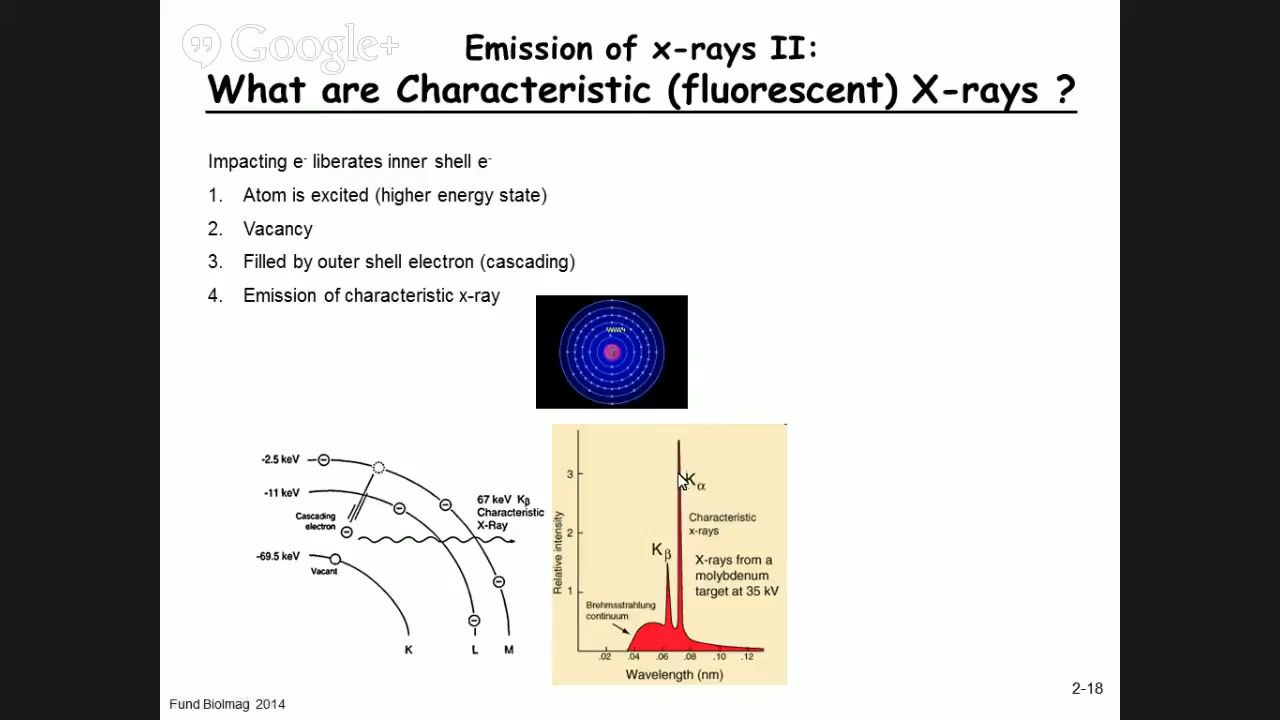 Google+
Emission of x-rays II:
What are Characteristic (fluorescent) X-rays ?
Impacting e- liberates inner shell e-
1. Atom is excited (higher energy state)
2. Vacancy
3. Filled by outer shell electron (cascading)
4. Emission of characteristic x-ray
-2.5 keV
-11 keV
Cascading
electron
-69.5 keV
Vacant
67 keV Kβ
Characteristic
X-Ray
K L M
Relative intensity
3
2
1
Kα
Characteristic
x-rays
Kβ
X-rays from a
molybdenum
target at 35 kV
Brehmsstrahlung
continuum
.02 .04 .06 .08 .10 .12
Wavelength (nm)
2-18
Fund BioImag 2014